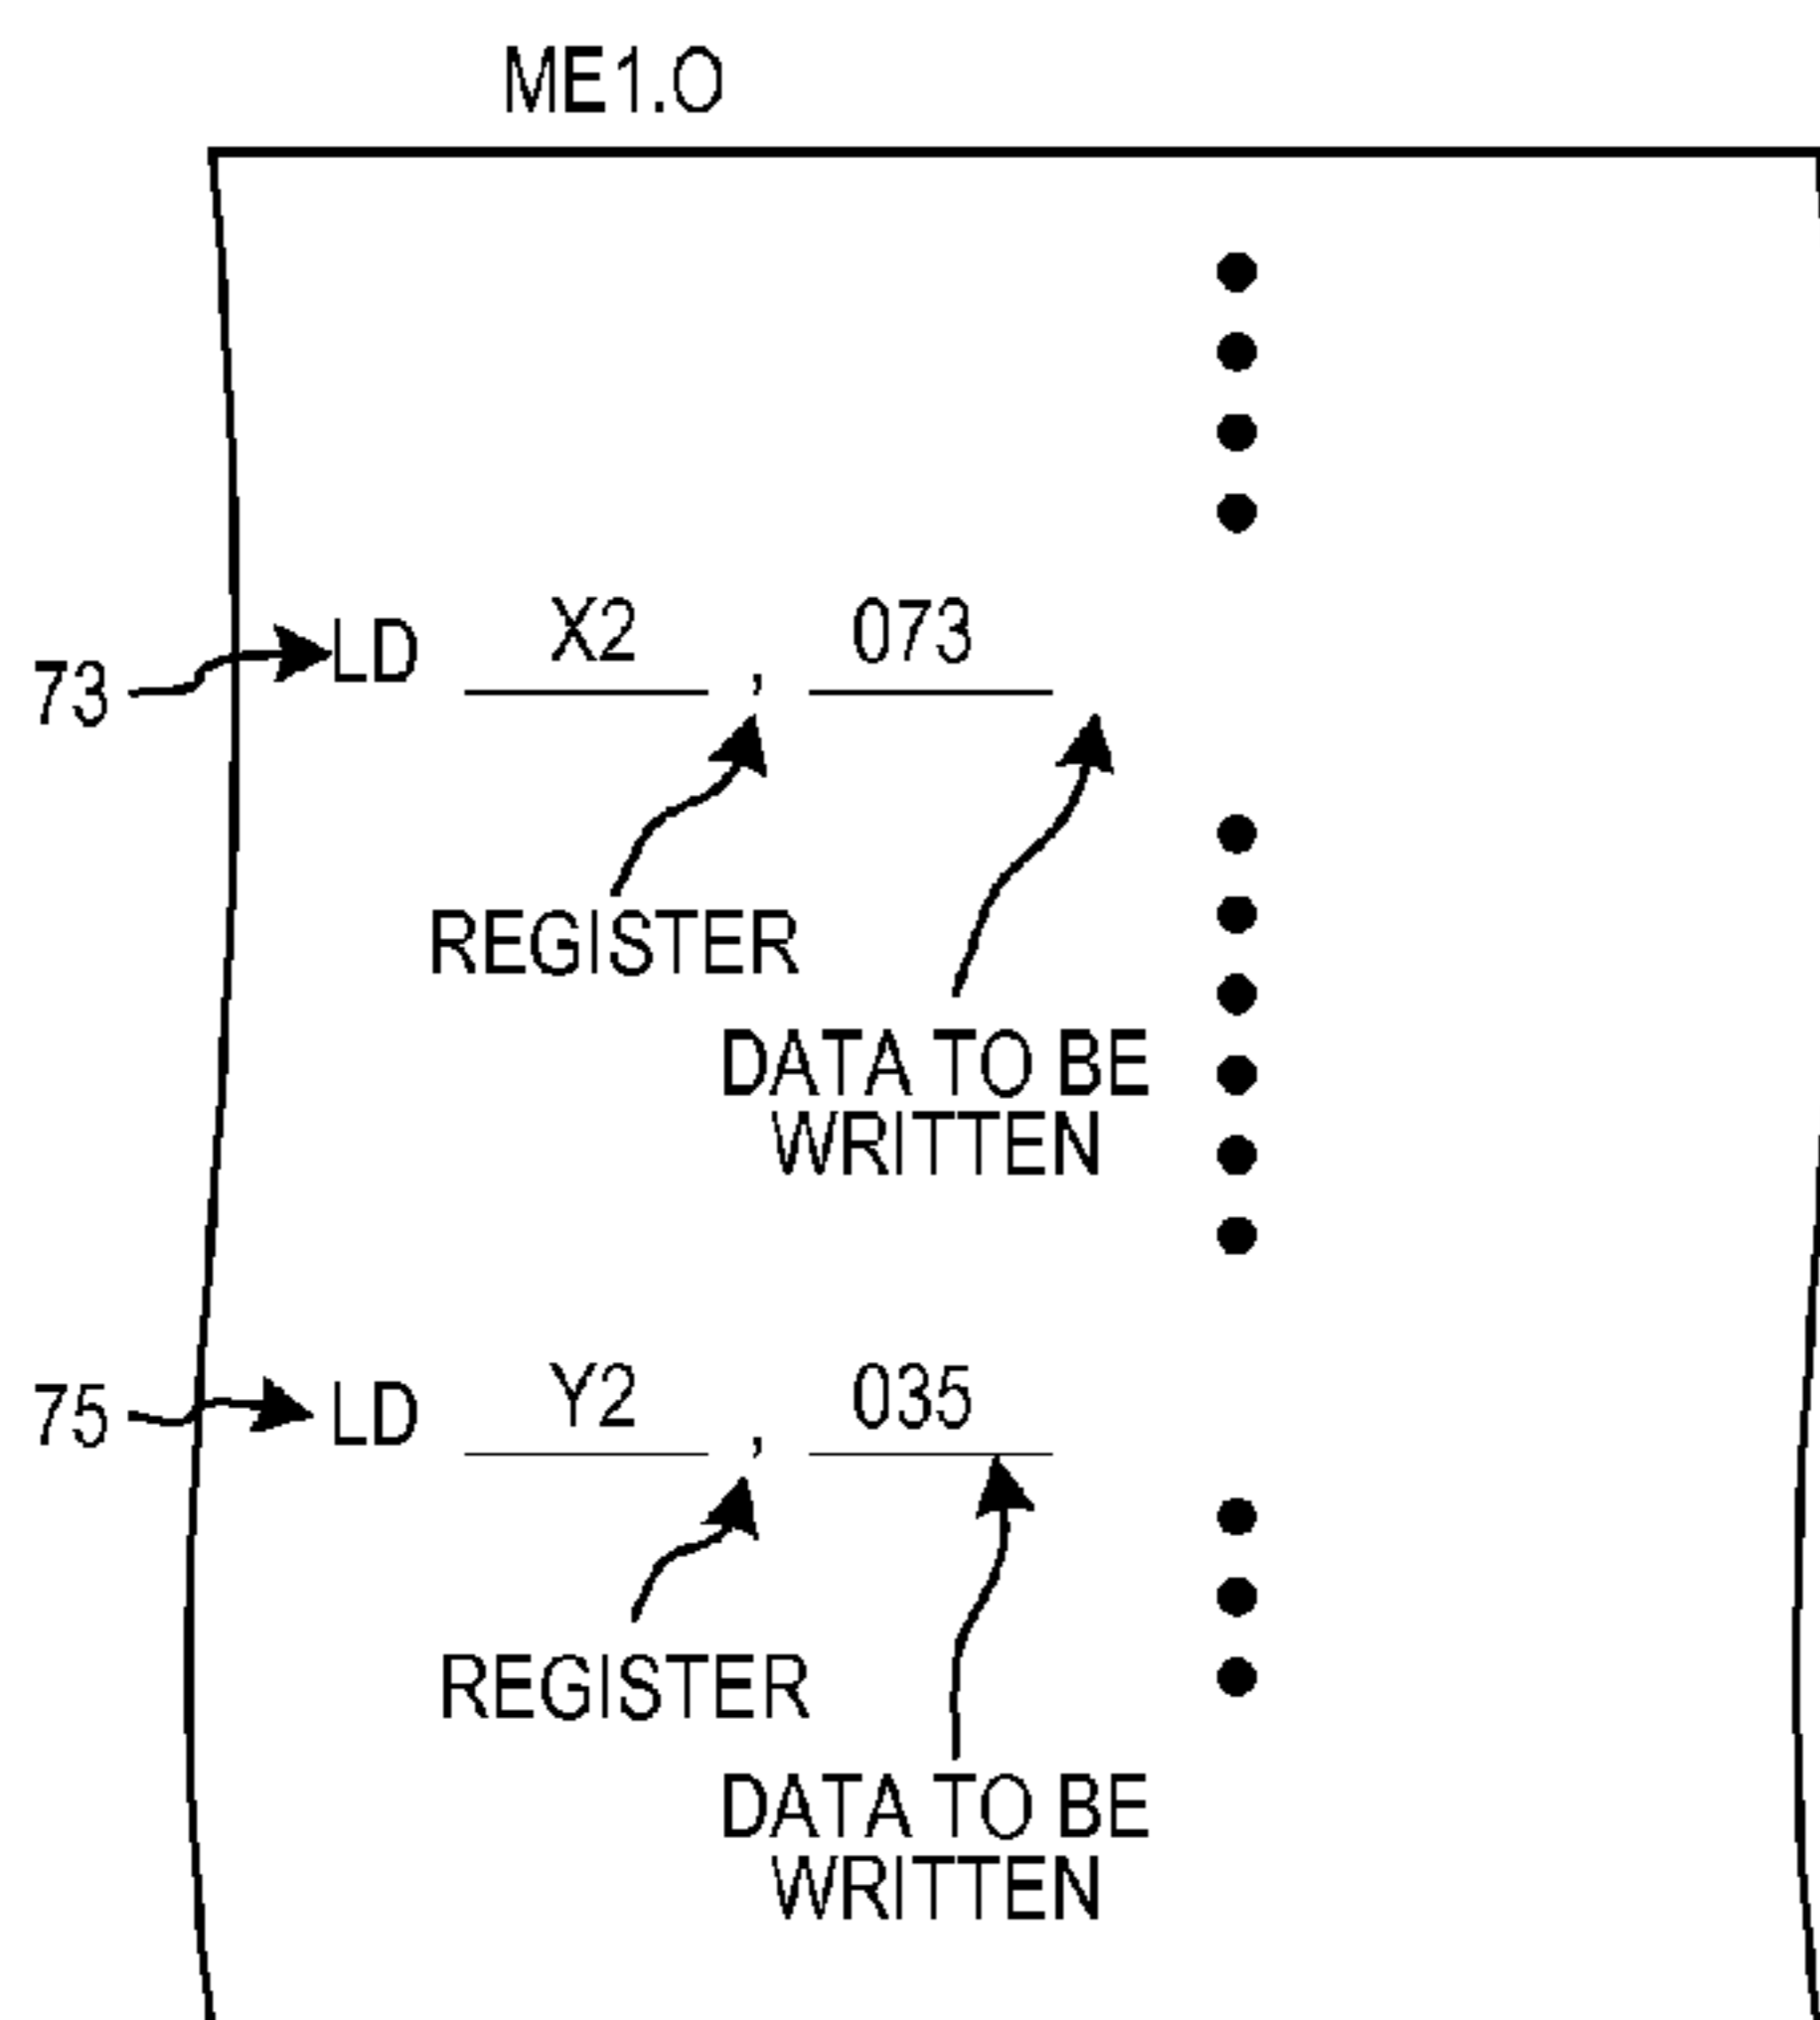 ME1.O
73 LD X2 , 073
REGISTER
DATA TO BE
WRITTEN
75 LD Y2 , 035
REGISTER
DATA TO BE
WRITTEN